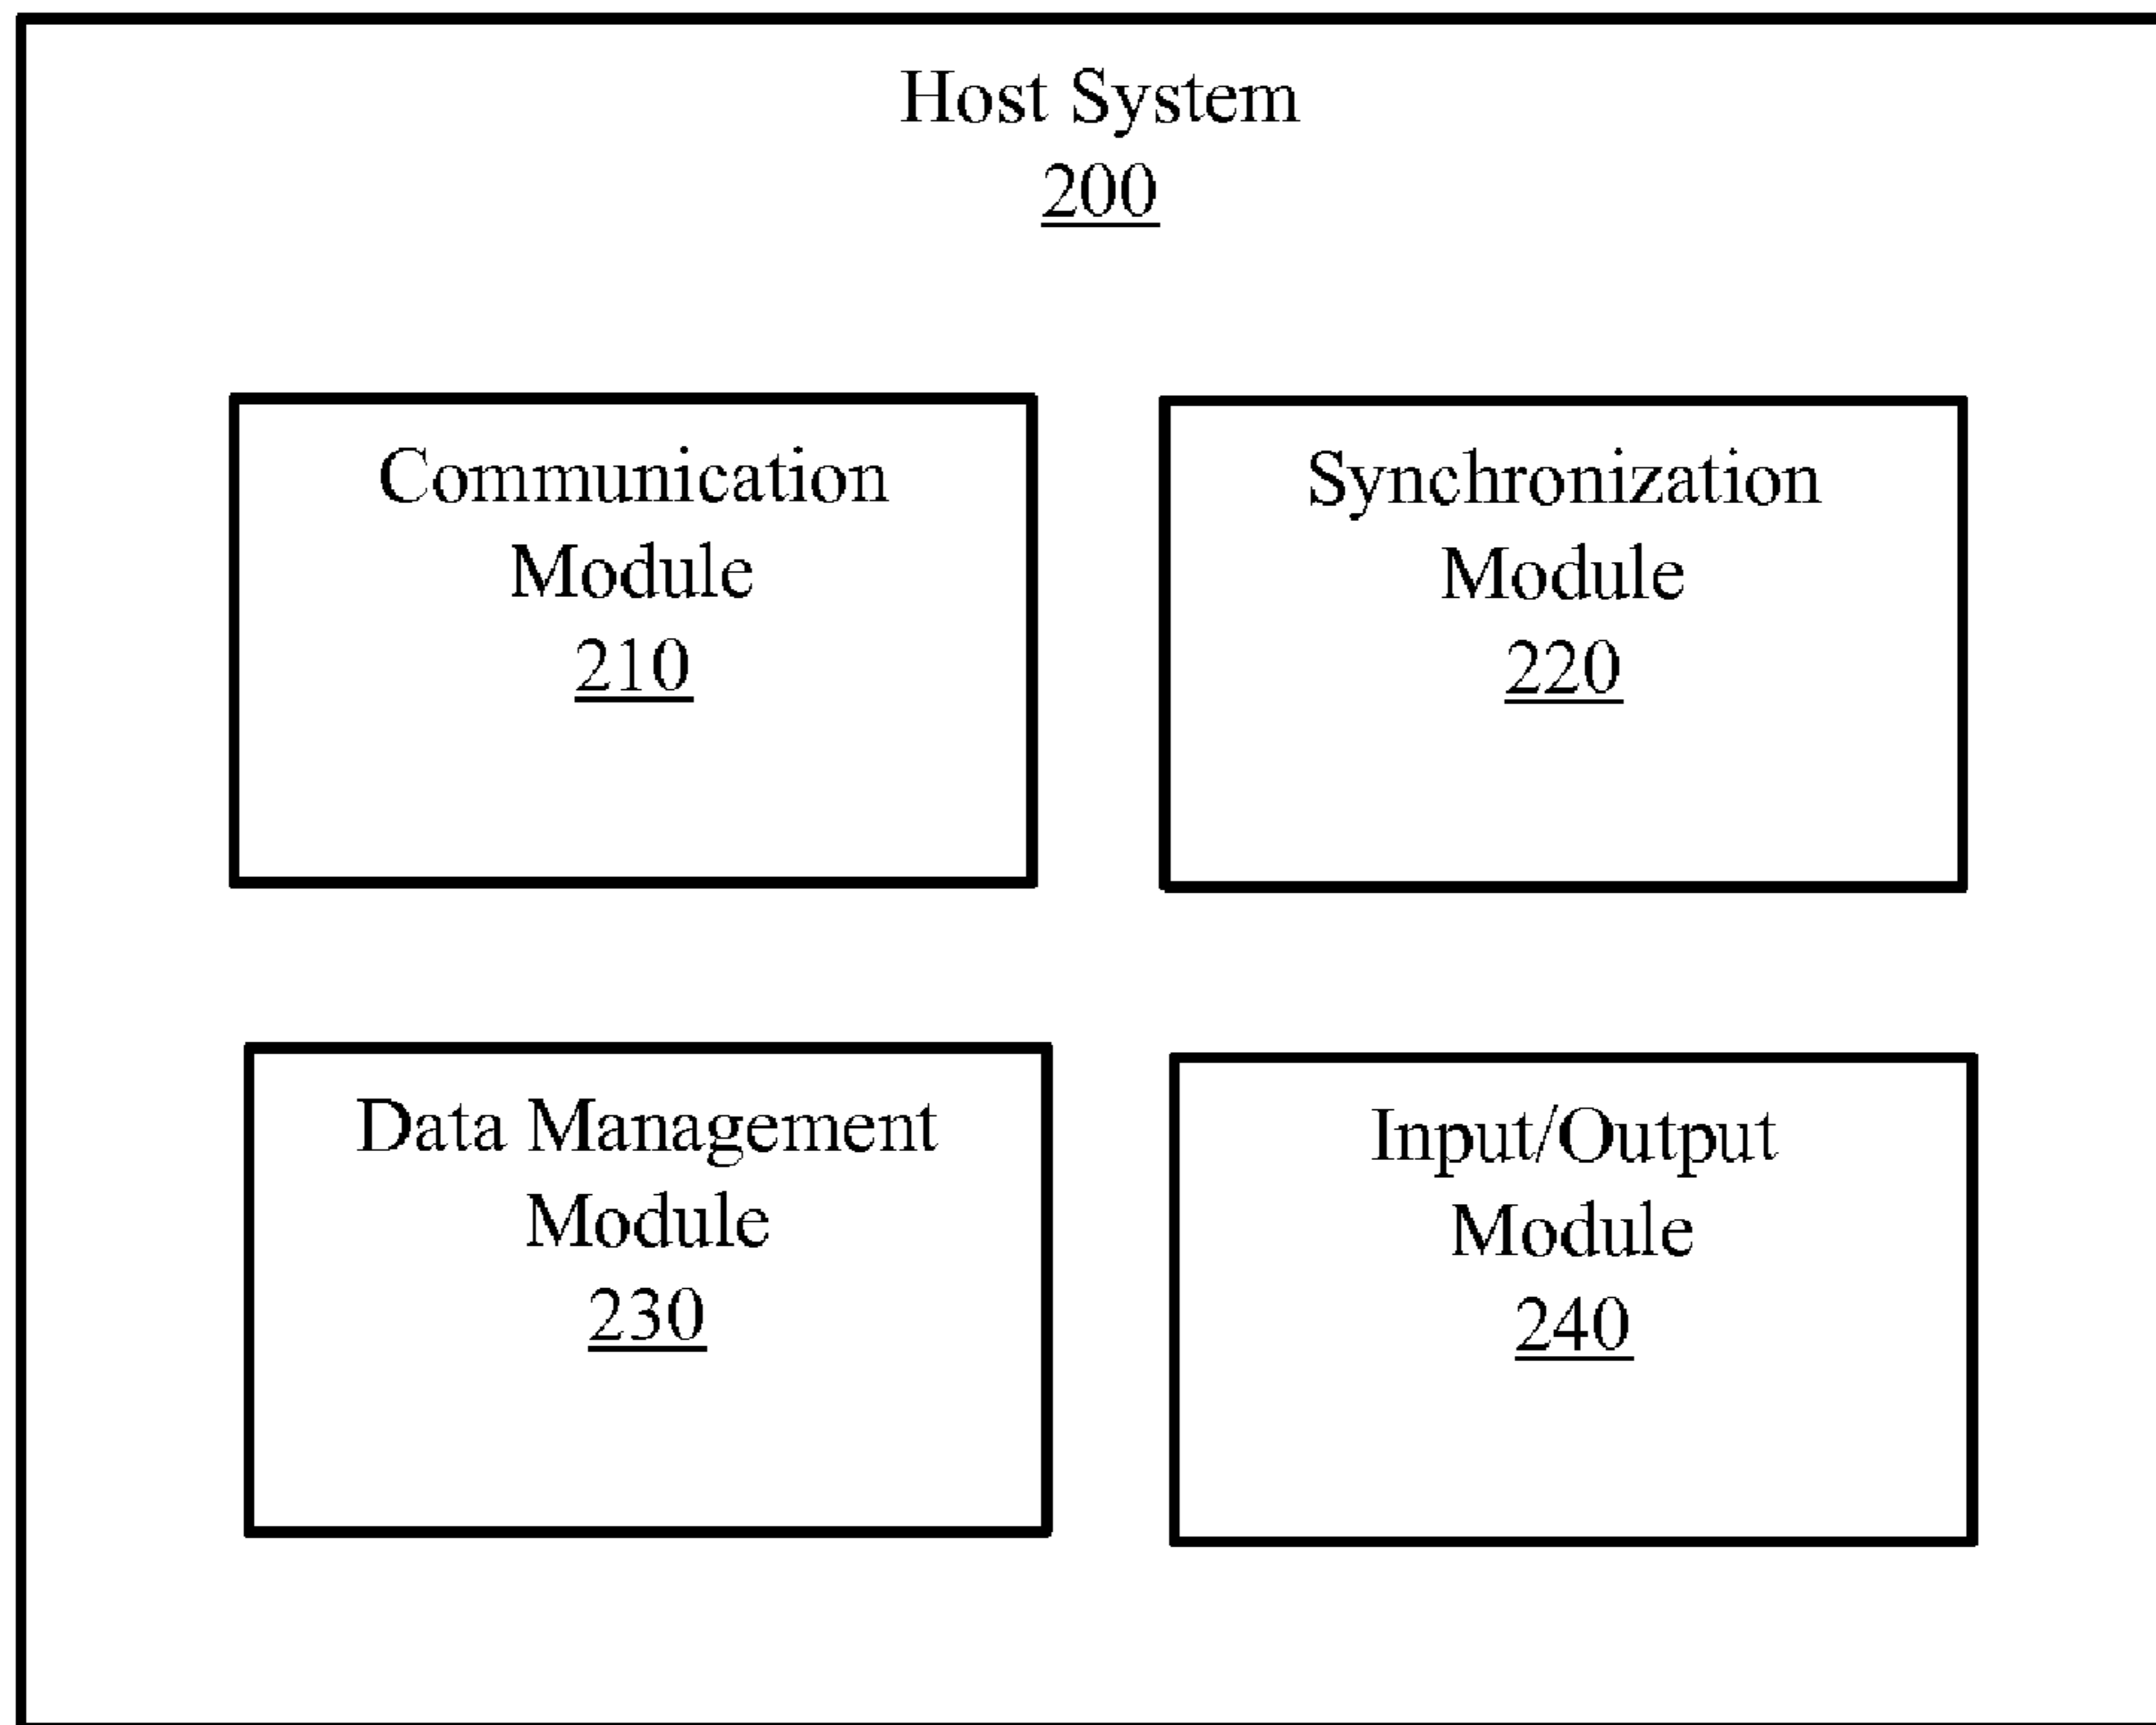 Host System
200
Communication
Module
210
Synchronization
Module
220
Data Management
Module
230
Input/Output
Module
240